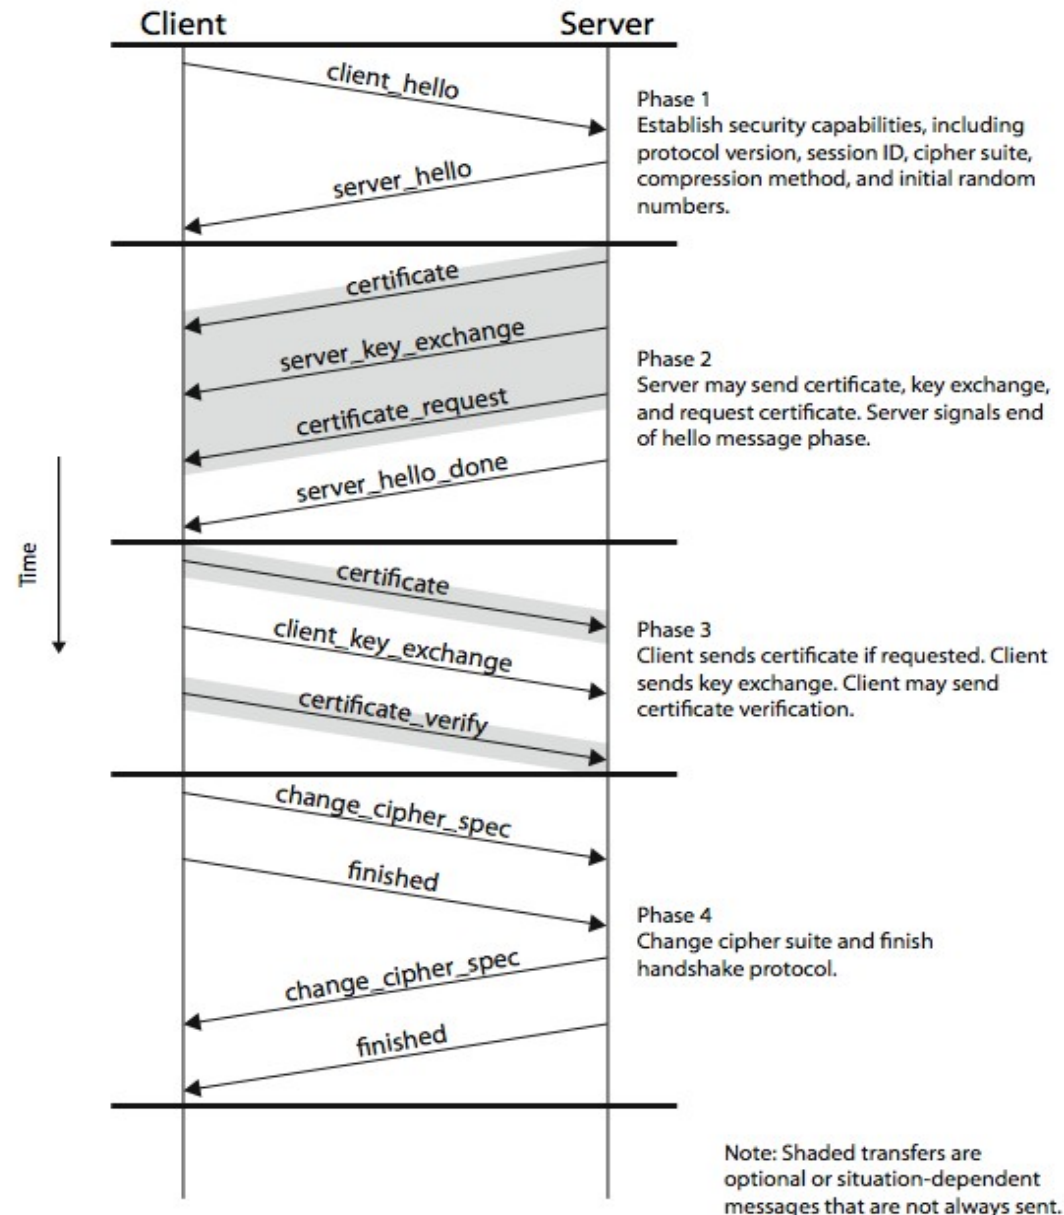 Client
Server
client_hello
Phase 1
Establish security capabilities, including
protocol version, session ID, cipher suite,
compression method, and initial random
numbers.
server_hello
certificate
server_key_exchange
certificate_request
server_hello_done
Phase 2
Server may send certificate, key exchange,
and request certificate. Server signals end
of hello message phase.
Time
certificate
client_key_exchange
certificate_verify
Phase 3
Client sends certificate if requested. Client
sends key exchange. Client may send
certificate verification.
change_cipher_spec
finished
change_cipher_spec
finished
Phase 4
Change cipher suite and finish
handshake protocol.
Note: Shaded transfers are
optional or situation-dependent
messages that are not always sent.